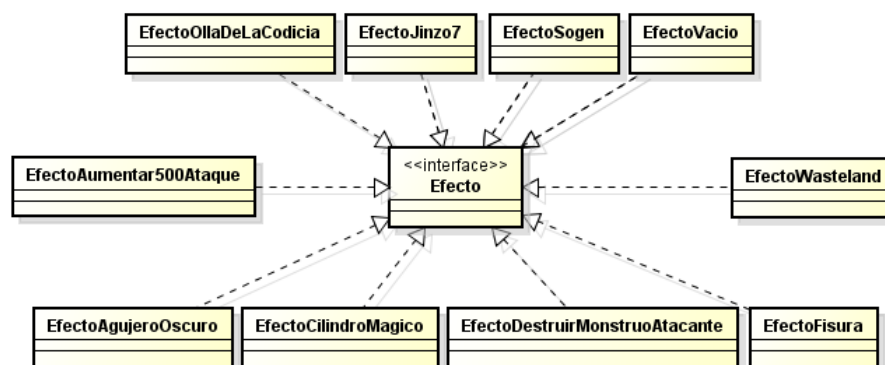 EfectoOllaDeLaCodicia
EfectoJinzo7
EfectoSogen
EfectoVacio
<<interface>>
Efecto
EfectoAumentar500Ataque
EfectoWasteland
EfectoAgujeroOscuro
EfectoCilindroMagico
EfectoDestruirMonstruoAtacante
EfectoFisura